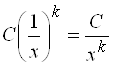 C(1/x)^k = C/x^k